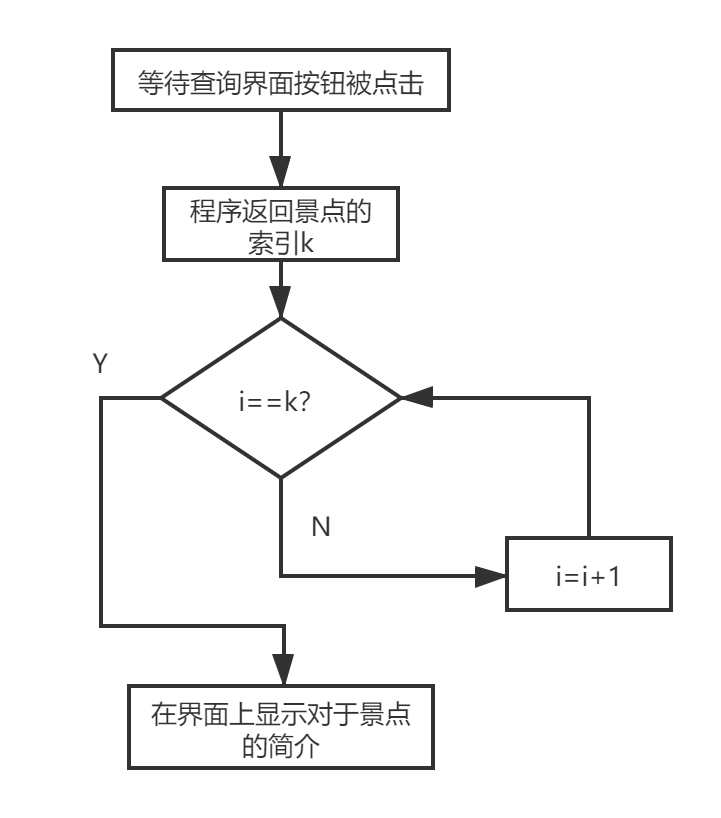 等待查询界面按钮被点击
程序返回景点的
索引k
Y
i==k?
N
i=i+1
在界面上显示对于景点
的简介